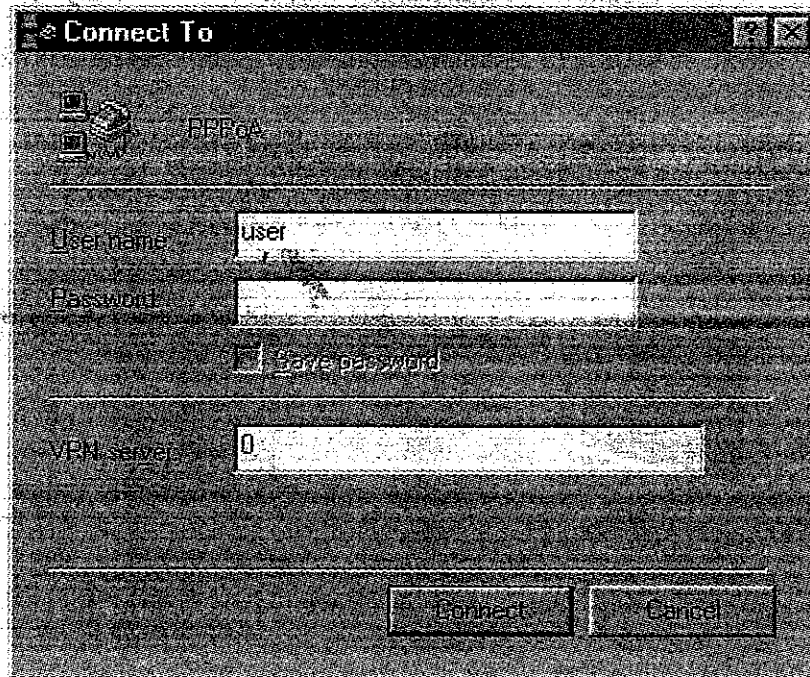 Connect To
PPPoA
User name
user
Password
Save password
VPN server
0
Connect
Cancel